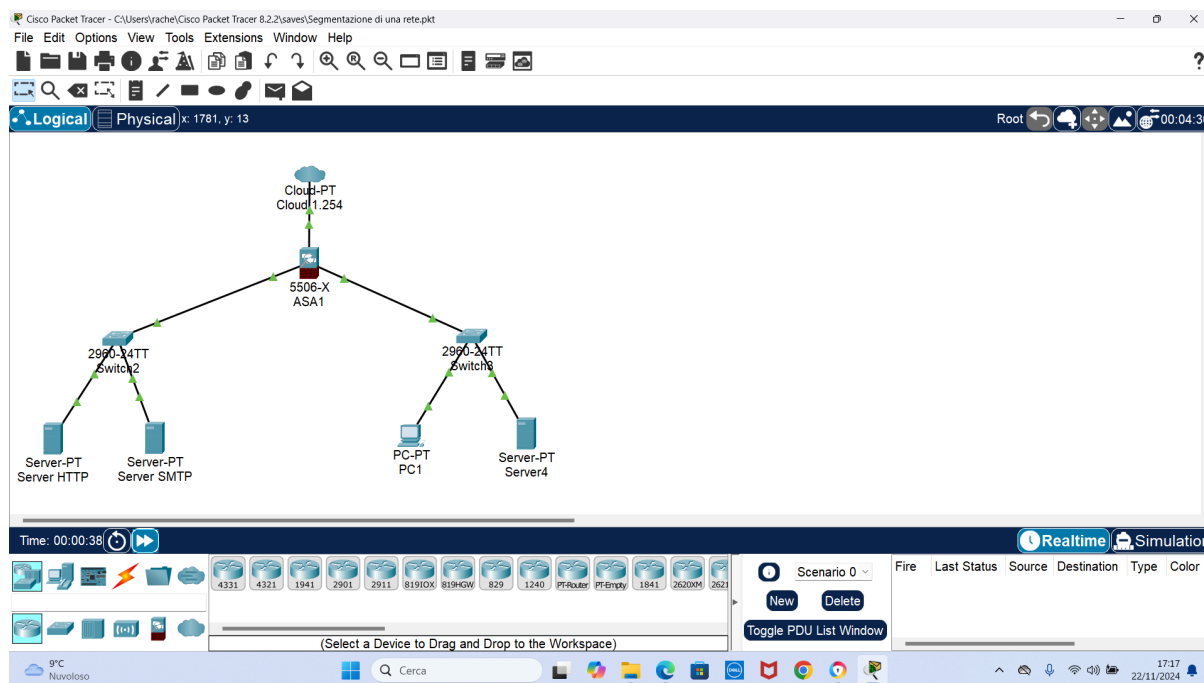 Cisco Packet Tracer - C:\Users\rache\Cisco Packet Tracer 8.2.2\saves\Segmentazione di una rete.pkt
File Edit Options View Tools Extensions Window Help
Logical Physical x: 1781, y: 13 Root 00:04:30
Cloud-PT
Cloud 1.254
5506-X
ASA1
2960-24TT
Switch2
2960-24TT
Switch3
Server-PT
Server HTTP
Server-PT
Server SMTP
PC-PT
PC1
Server-PT
Server4
Time: 00:00:38 Realtime Simulation
4331 4321 1941 2901 2911 819IOX 819HGW 829 1240 PT-Router PT-Empty 1841 2620XM 2621
(Select a Device to Drag and Drop to the Workspace)
Scenario 0
New Delete
Toggle PDU List Window
Fire Last Status Source Destination Type Color
9°C
Nuvoloso
Cerca
17:17
22/11/2024